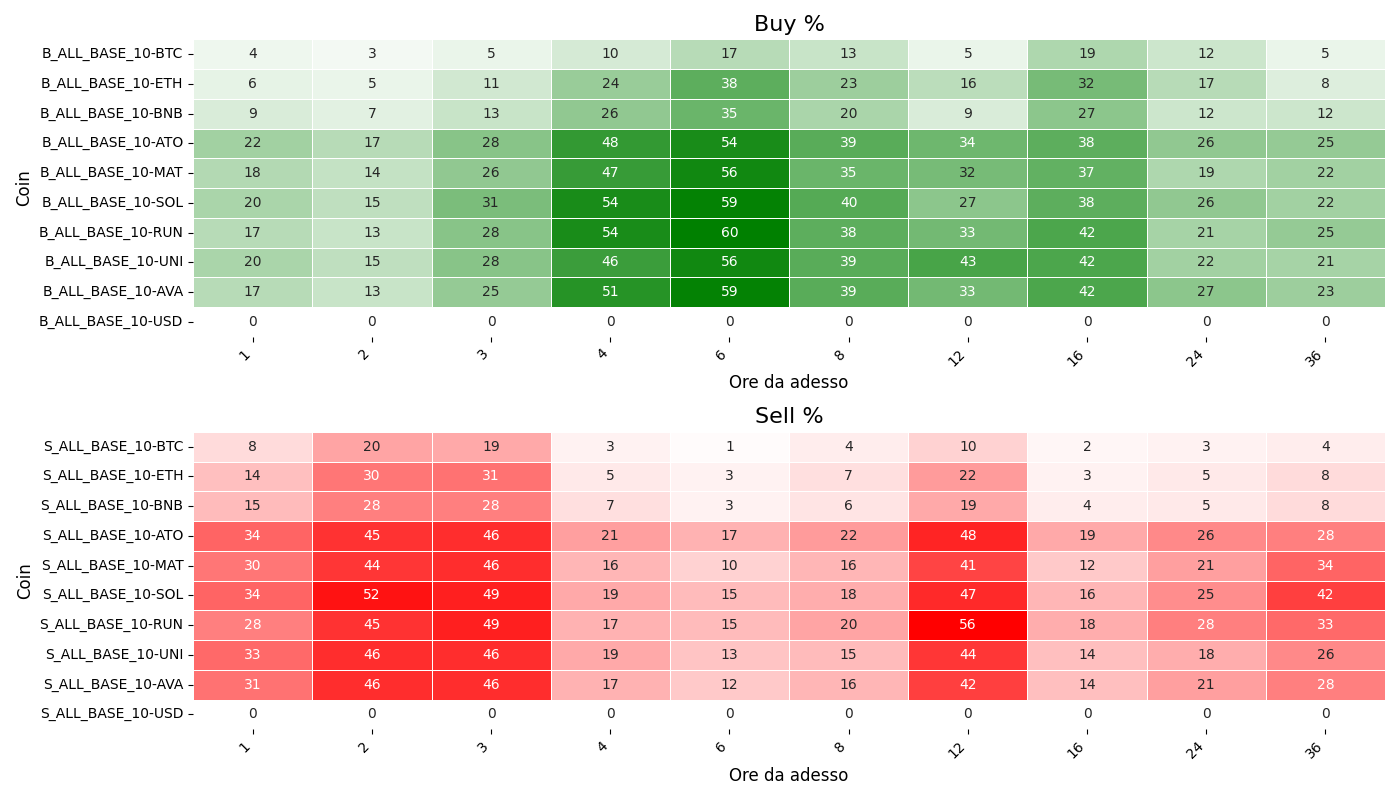 Buy %
Coin
B_ALL_BASE_10-BTC 4 3 5 10 17 13 5 19 12 5
B_ALL_BASE_10-ETH 6 5 11 24 38 23 16 32 17 8
B_ALL_BASE_10-BNB 9 7 13 26 35 20 9 27 12 12
B_ALL_BASE_10-ATO 22 17 28 48 54 39 34 38 26 25
B_ALL_BASE_10-MAT 18 14 26 47 56 35 32 37 19 22
B_ALL_BASE_10-SOL 20 15 31 54 59 40 27 38 26 22
B_ALL_BASE_10-RUN 17 13 28 54 60 38 33 42 21 25
B_ALL_BASE_10-UNI 20 15 28 46 56 39 43 42 22 21
B_ALL_BASE_10-AVA 17 13 25 51 59 39 33 42 27 23
B_ALL_BASE_10-USD 0 0 0 0 0 0 0 0 0 0
1 2 3 4 6 8 12 16 24 36
Ore da adesso
Sell %
Coin
S_ALL_BASE_10-BTC 8 20 19 3 1 4 10 2 3 4
S_ALL_BASE_10-ETH 14 30 31 5 3 7 22 3 5 8
S_ALL_BASE_10-BNB 15 28 28 7 3 6 19 4 5 8
S_ALL_BASE_10-ATO 34 45 46 21 17 22 48 19 26 28
S_ALL_BASE_10-MAT 30 44 46 16 10 16 41 12 21 34
S_ALL_BASE_10-SOL 34 52 49 19 15 18 47 16 25 42
S_ALL_BASE_10-RUN 28 45 49 17 15 20 56 18 28 33
S_ALL_BASE_10-UNI 33 46 46 19 13 15 44 14 18 26
S_ALL_BASE_10-AVA 31 46 46 17 12 16 42 14 21 28
S_ALL_BASE_10-USD 0 0 0 0 0 0 0 0 0 0
1 2 3 4 6 8 12 16 24 36
Ore da adesso